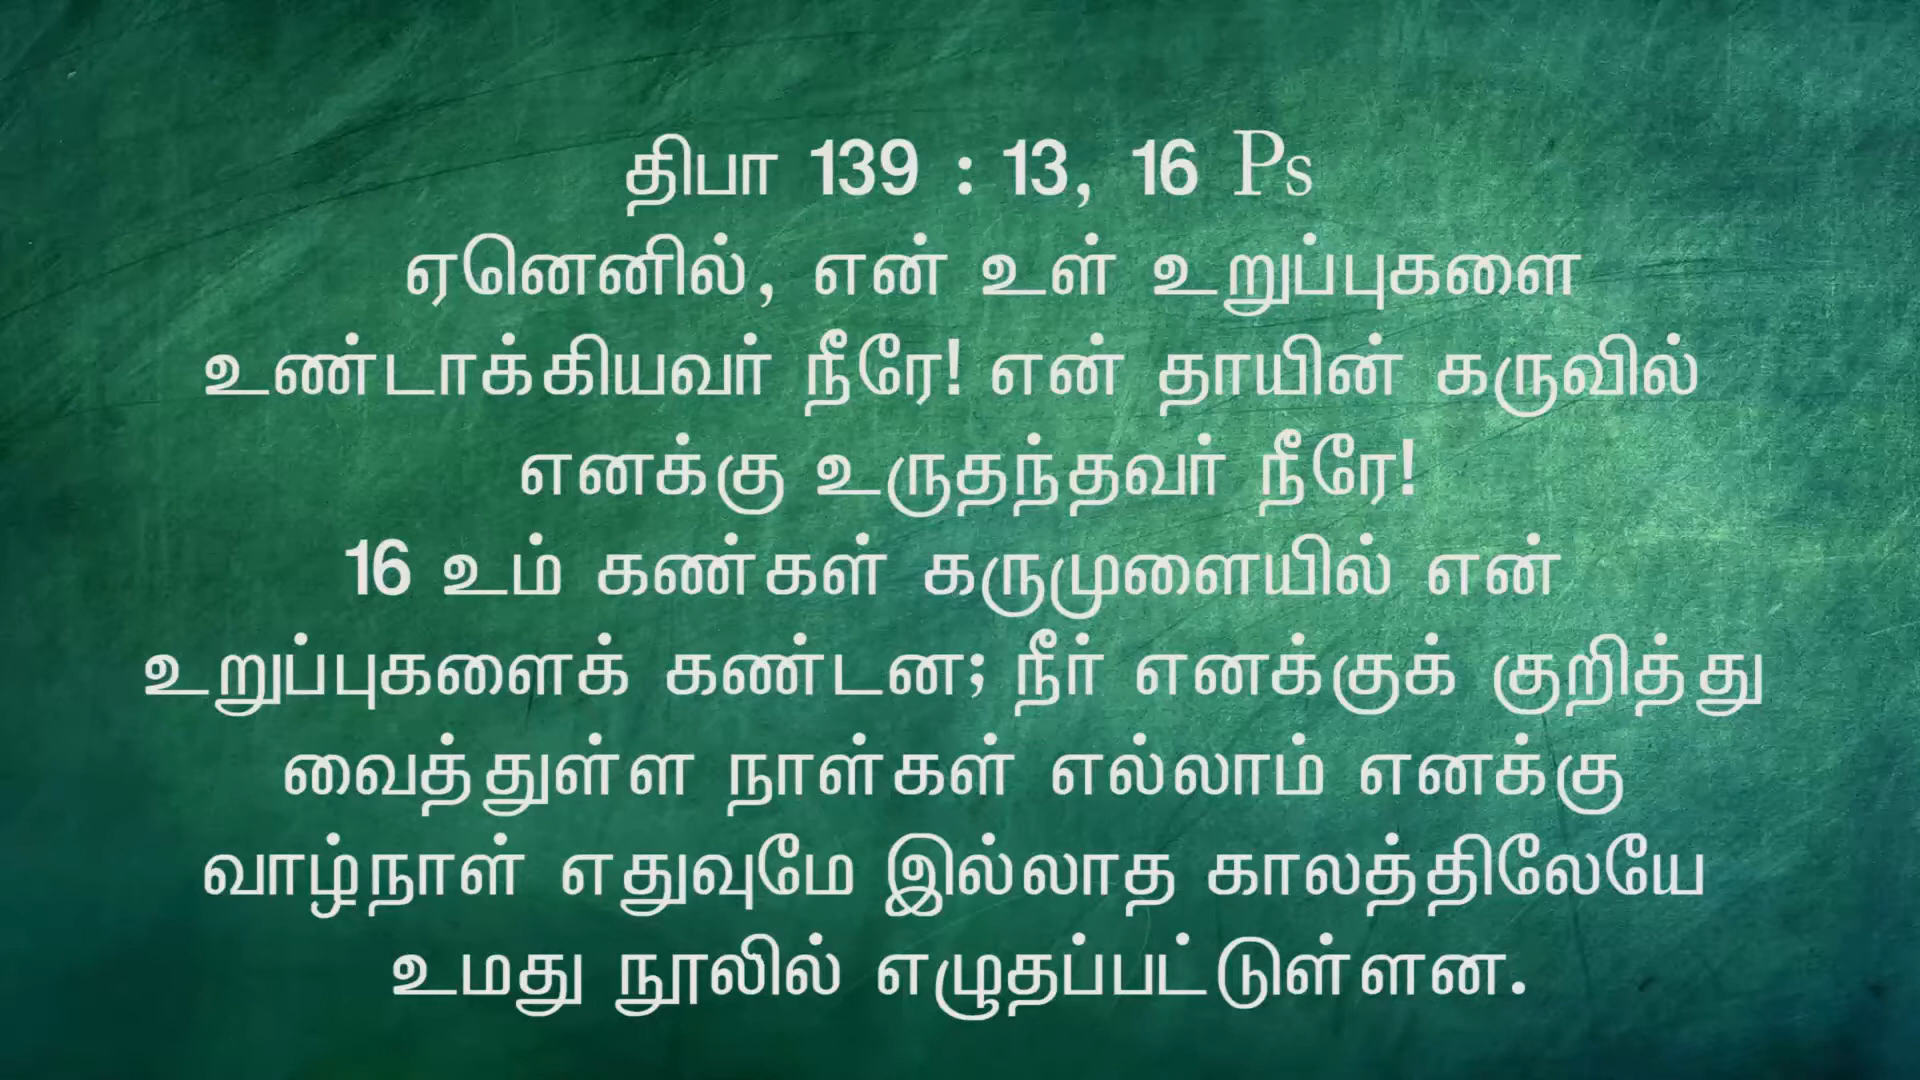 திபா 139 : 13, 16 Ps
ஏனெனில், என் உள் உறுப்புகளை
உண்டாக்கியவர் நீரே! என் தாயின் கருவில்
எனக்கு உருதந்தவர் நீரே!
16 உம் கண்கள் கருமுளையில் என்
உறுப்புகளைக் கண்டன; நீர் எனக்குக் குறித்து
வைத்துள்ள நாள்கள் எல்லாம் எனக்கு
வாழ்நாள் எதுவுமே இல்லாத காலத்திலேயே
உமது நூலில் எழுதப்பட்டுள்ளன.